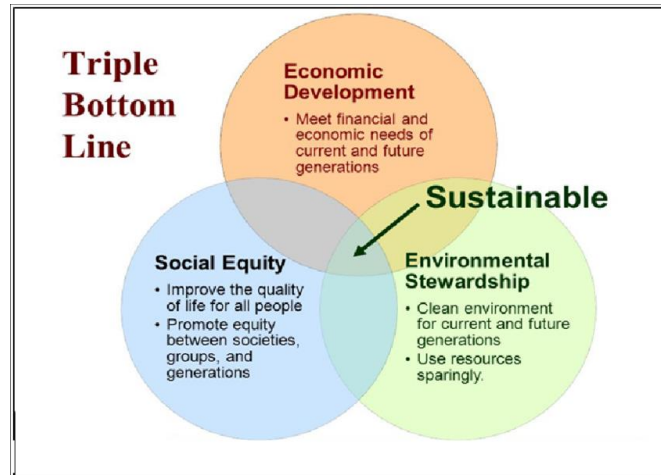 Triple
Bottom
Line
Economic
Development
• Meet financial and
economic needs of
current and future
generations
Sustainable
Social Equity
• Improve the quality
of life for all people
• Promote equity
between societies,
groups, and
generations
Environmental
Stewardship
• Clean environment
for current and future
generations
• Use resources
sparingly.